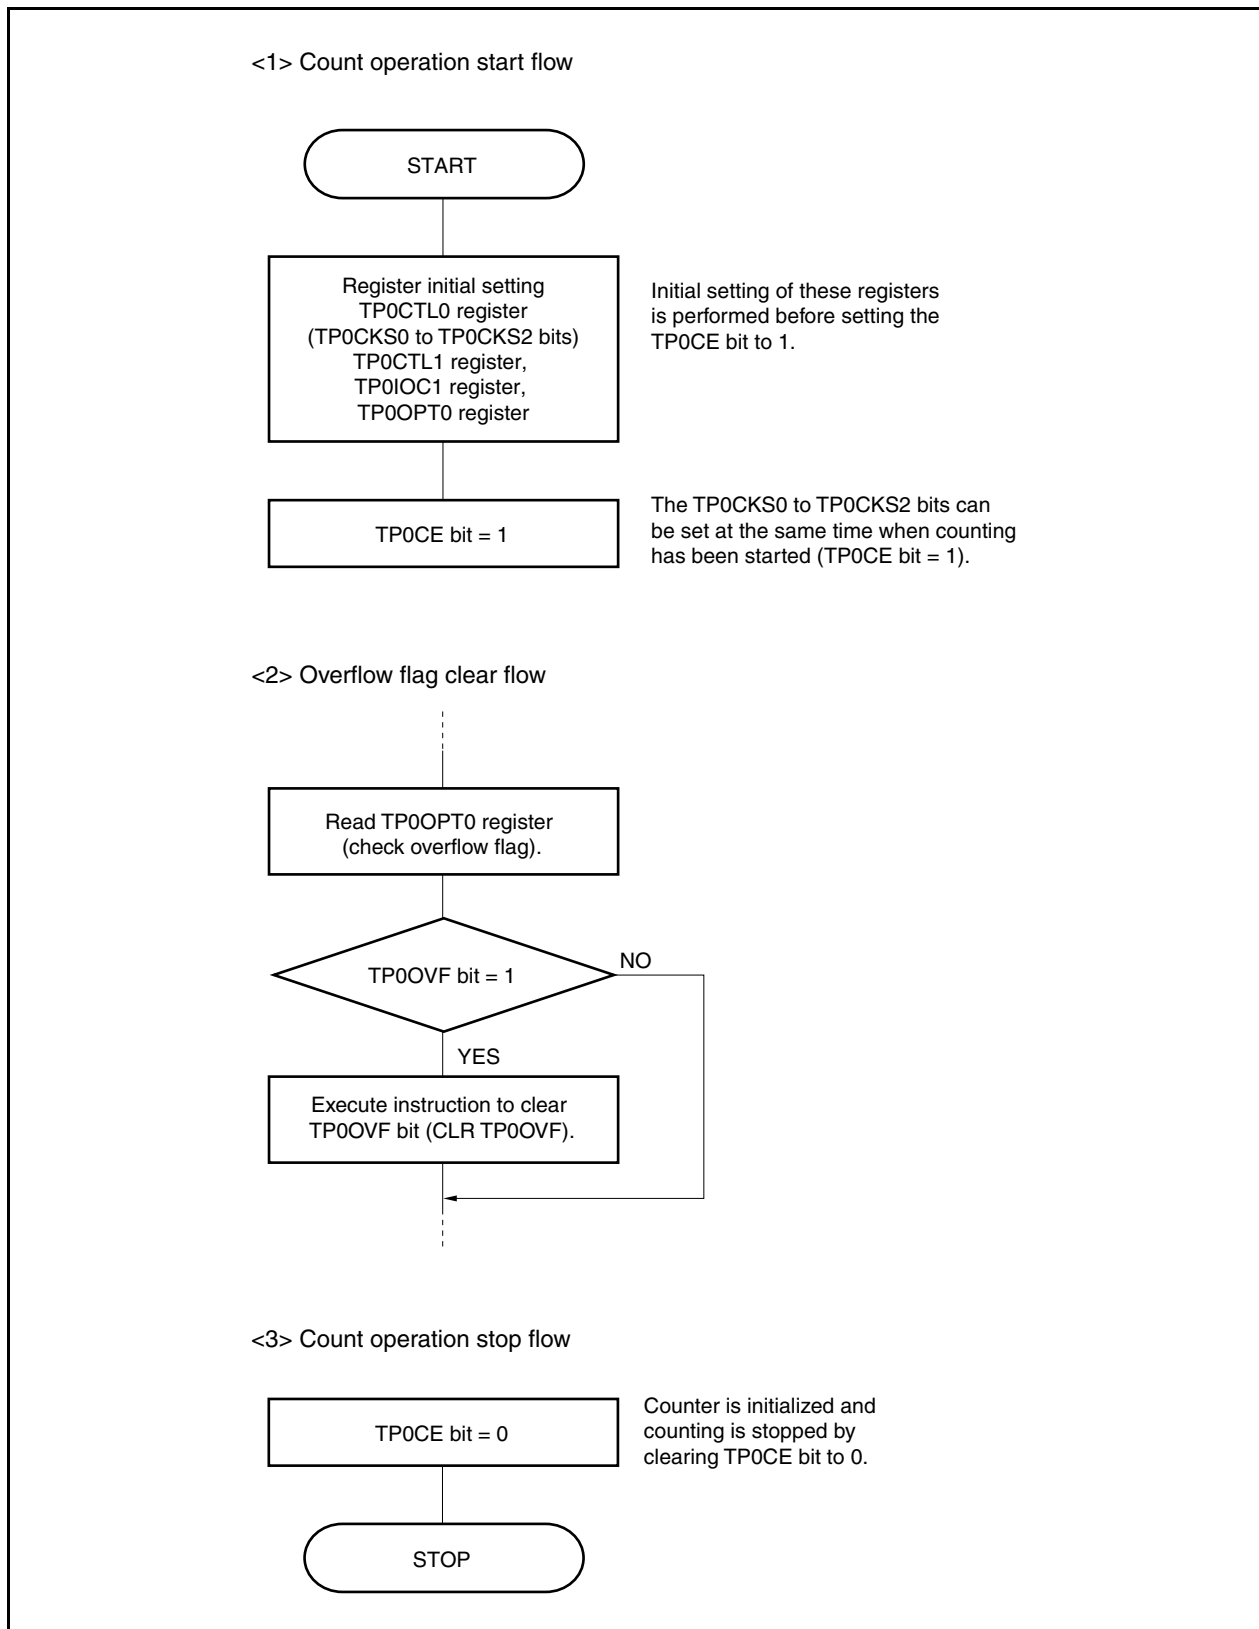 <1> Count operation start flow
START
Register initial setting
TP0CTL0 register
(TP0CKS0 to TP0CKS2 bits)
TP0CTL1 register,
TP0IOC1 register,
TP0OPT0 register
Initial setting of these registers
is performed before setting the
TP0CE bit to 1.
TP0CE bit = 1
The TP0CKS0 to TP0CKS2 bits can
be set at the same time when counting
has been started (TP0CE bit = 1).
<2> Overflow flag clear flow
Read TP0OPT0 register
(check overflow flag).
TP0OVF bit = 1
NO
YES
Execute instruction to clear
TP0OVF bit (CLR TP0OVF).
<3> Count operation stop flow
TP0CE bit = 0
Counter is initialized and
counting is stopped by
clearing TP0CE bit to 0.
STOP